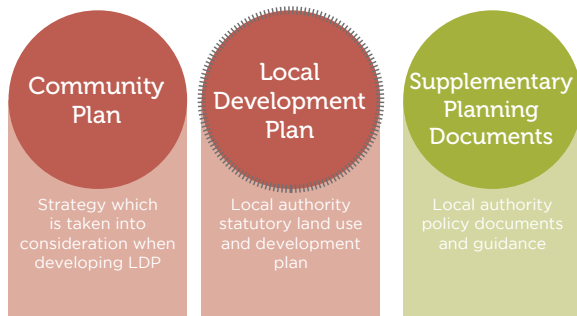 Community
Plan
Strategy which
is taken into
consideration when
developing LDP
Local
Development
Plan
Local authority
statutory land use
and development
plan
Supplementary
Planning
Documents
Local authority
policy documents
and guidance